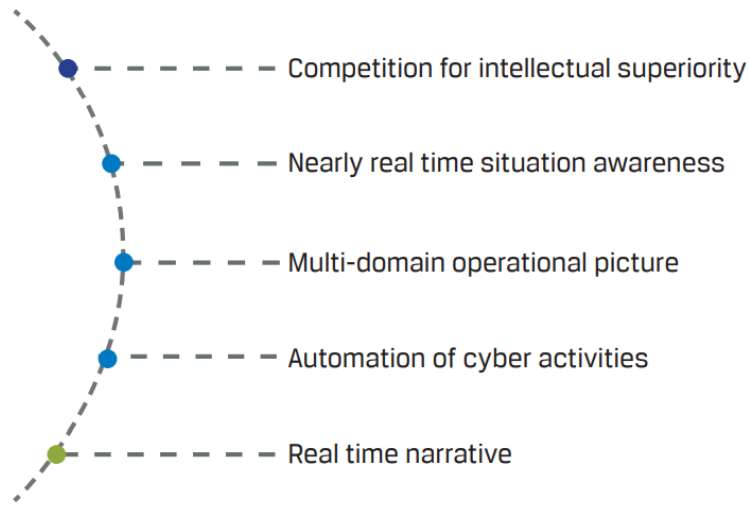 Competition for intellectual superiority
Nearly real time situation awareness
Multi-domain operational picture
Automation of cyber activities
Real time narrative